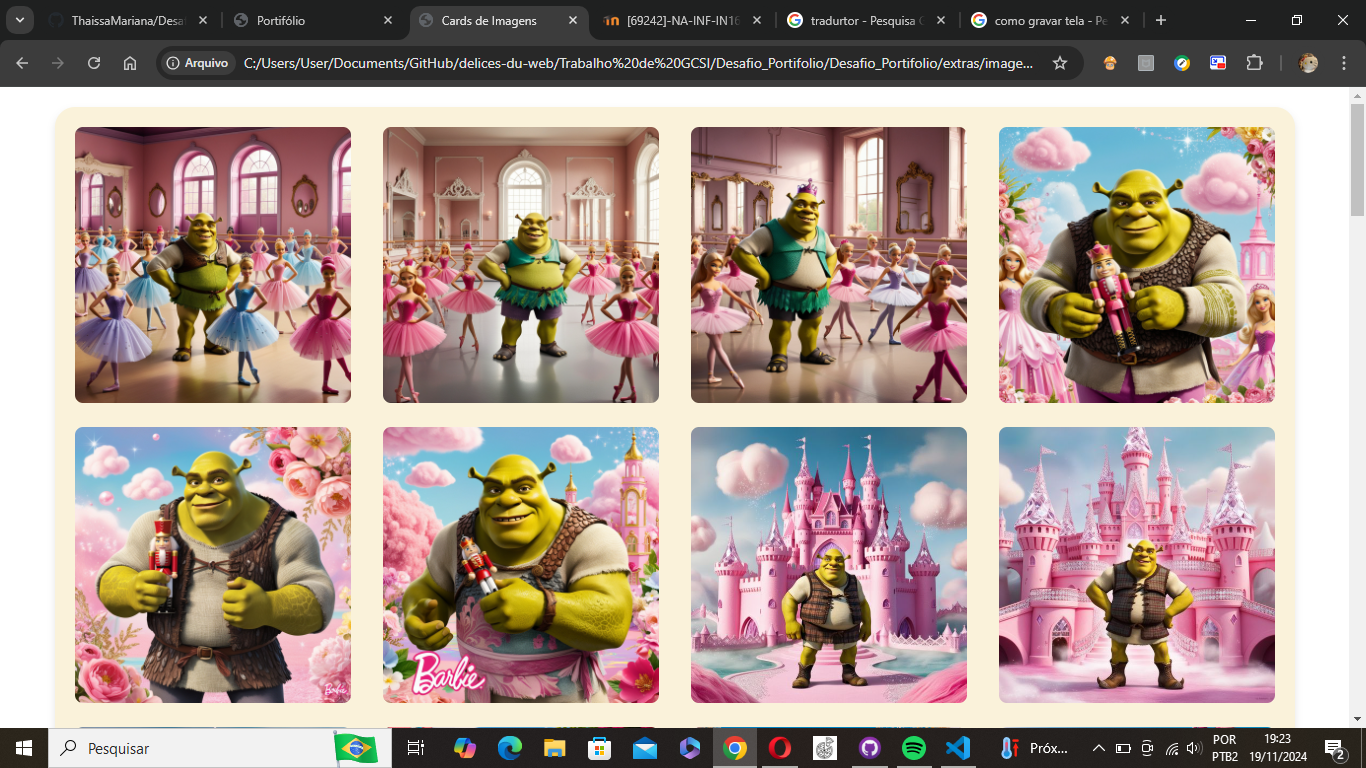 ThaissaMariana/Desa
Portifólio
Cards de Imagens
[69242]-NA-INF-IN16
tradurtor - Pesquisa G
como gravar tela - Pe
Arquivo
C:/Users/User/Documents/GitHub/delices-du-web/Trabalho%20de%20GCSI/Desafio_Portifolio/Desafio_Portifolio/extras/image...
Barbie
Barbie
Pesquisar
Próx...
POR
PTB2
19:23
19/11/2024
2